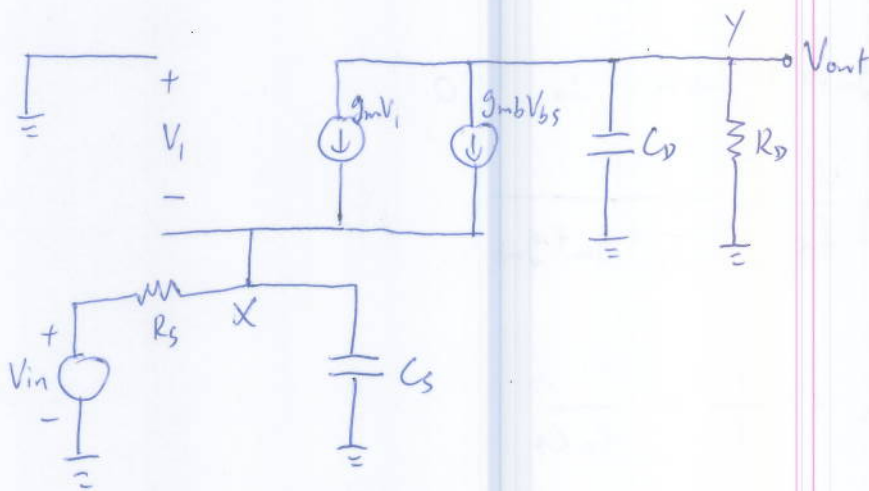 Y
Vout
+
V1
-
gmV1
gmbVbs
CD
RD
+
Vin
-
RS
X
CS